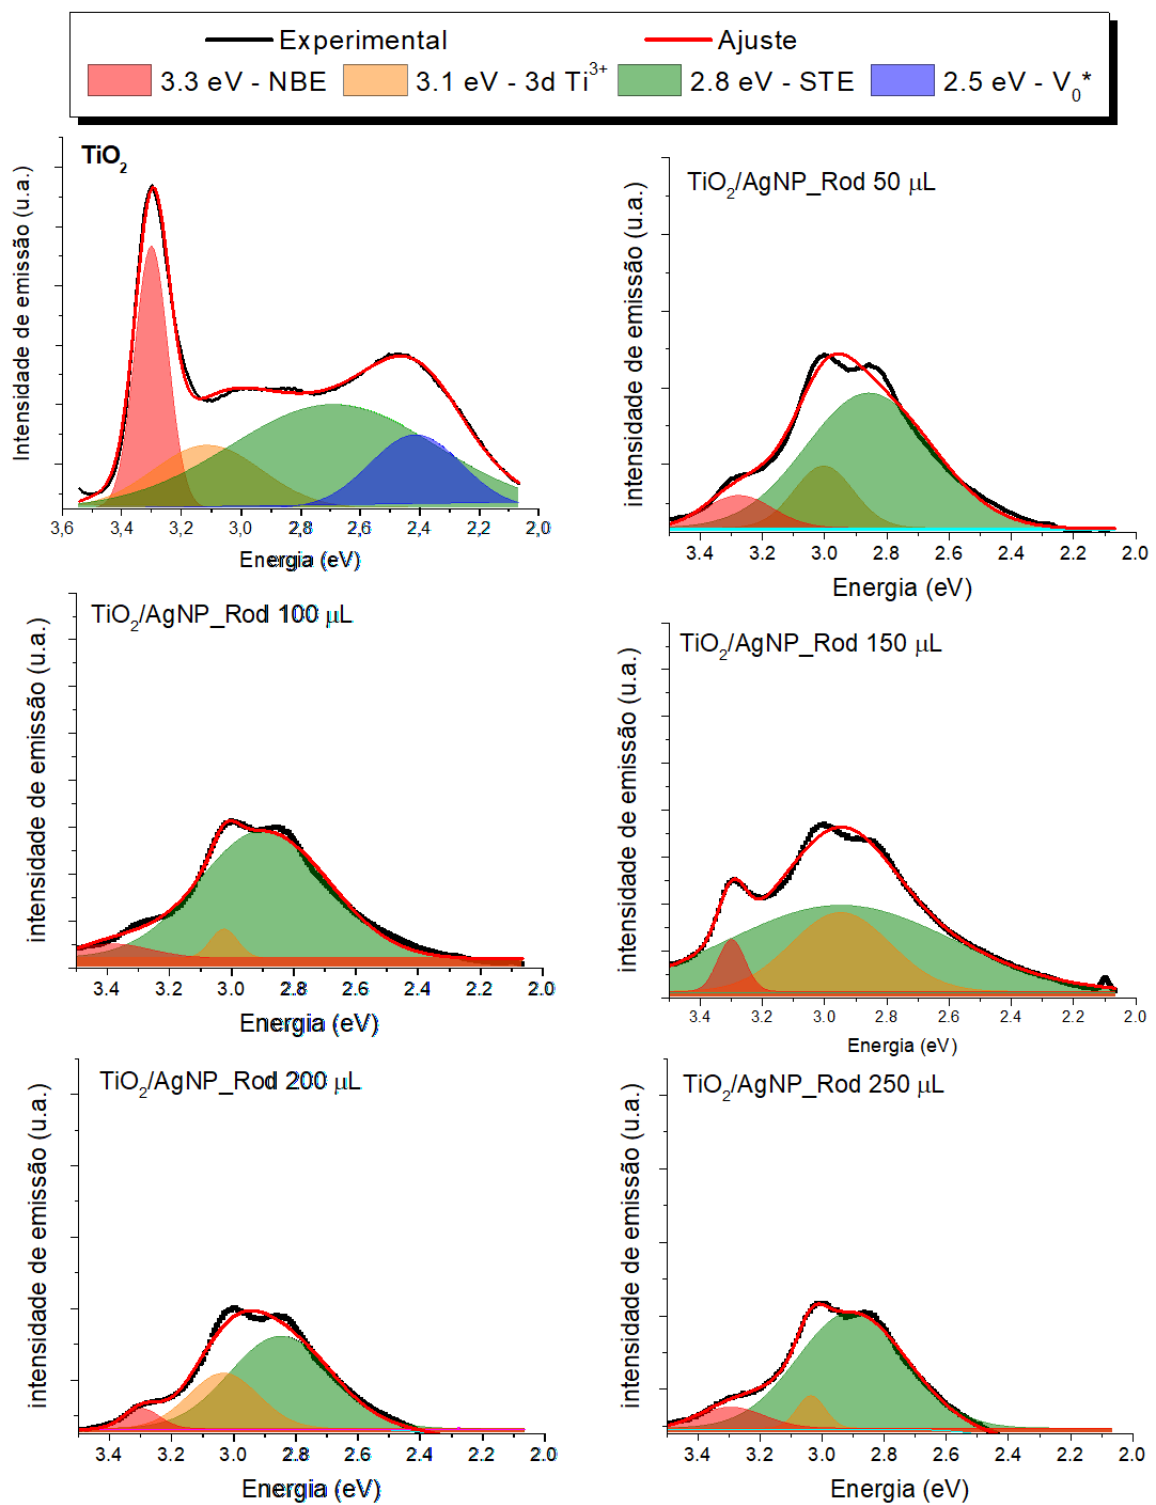 Experimental Ajuste
3.3 eV - NBE 3.1 eV - 3d Ti³⁺ 2.8 eV - STE 2.5 eV - V₀*
TiO₂
Intensidade de emissão (u.a.)
3,6 3,4 3,2 3,0 2,8 2,6 2,4 2,2 2,0
Energia (eV)
TiO₂/AgNP_Rod 50 μL
intensidade de emissão (u.a.)
3.4 3.2 3.0 2.8 2.6 2.4 2.2 2.0
Energia (eV)
TiO₂/AgNP_Rod 100 μL
intensidade de emissão (u.a.)
3.4 3.2 3.0 2.8 2.6 2.4 2.2 2.0
Energia (eV)
TiO₂/AgNP_Rod 150 μL
intensidade de emissão (u.a.)
3.4 3.2 3.0 2.8 2.6 2.4 2.2 2.0
Energia (eV)
TiO₂/AgNP_Rod 200 μL
intensidade de emissão (u.a.)
3.4 3.2 3.0 2.8 2.6 2.4 2.2 2.0
Energia (eV)
TiO₂/AgNP_Rod 250 μL
intensidade de emissão (u.a.)
3.4 3.2 3.0 2.8 2.6 2.4 2.2 2.0
Energia (eV)